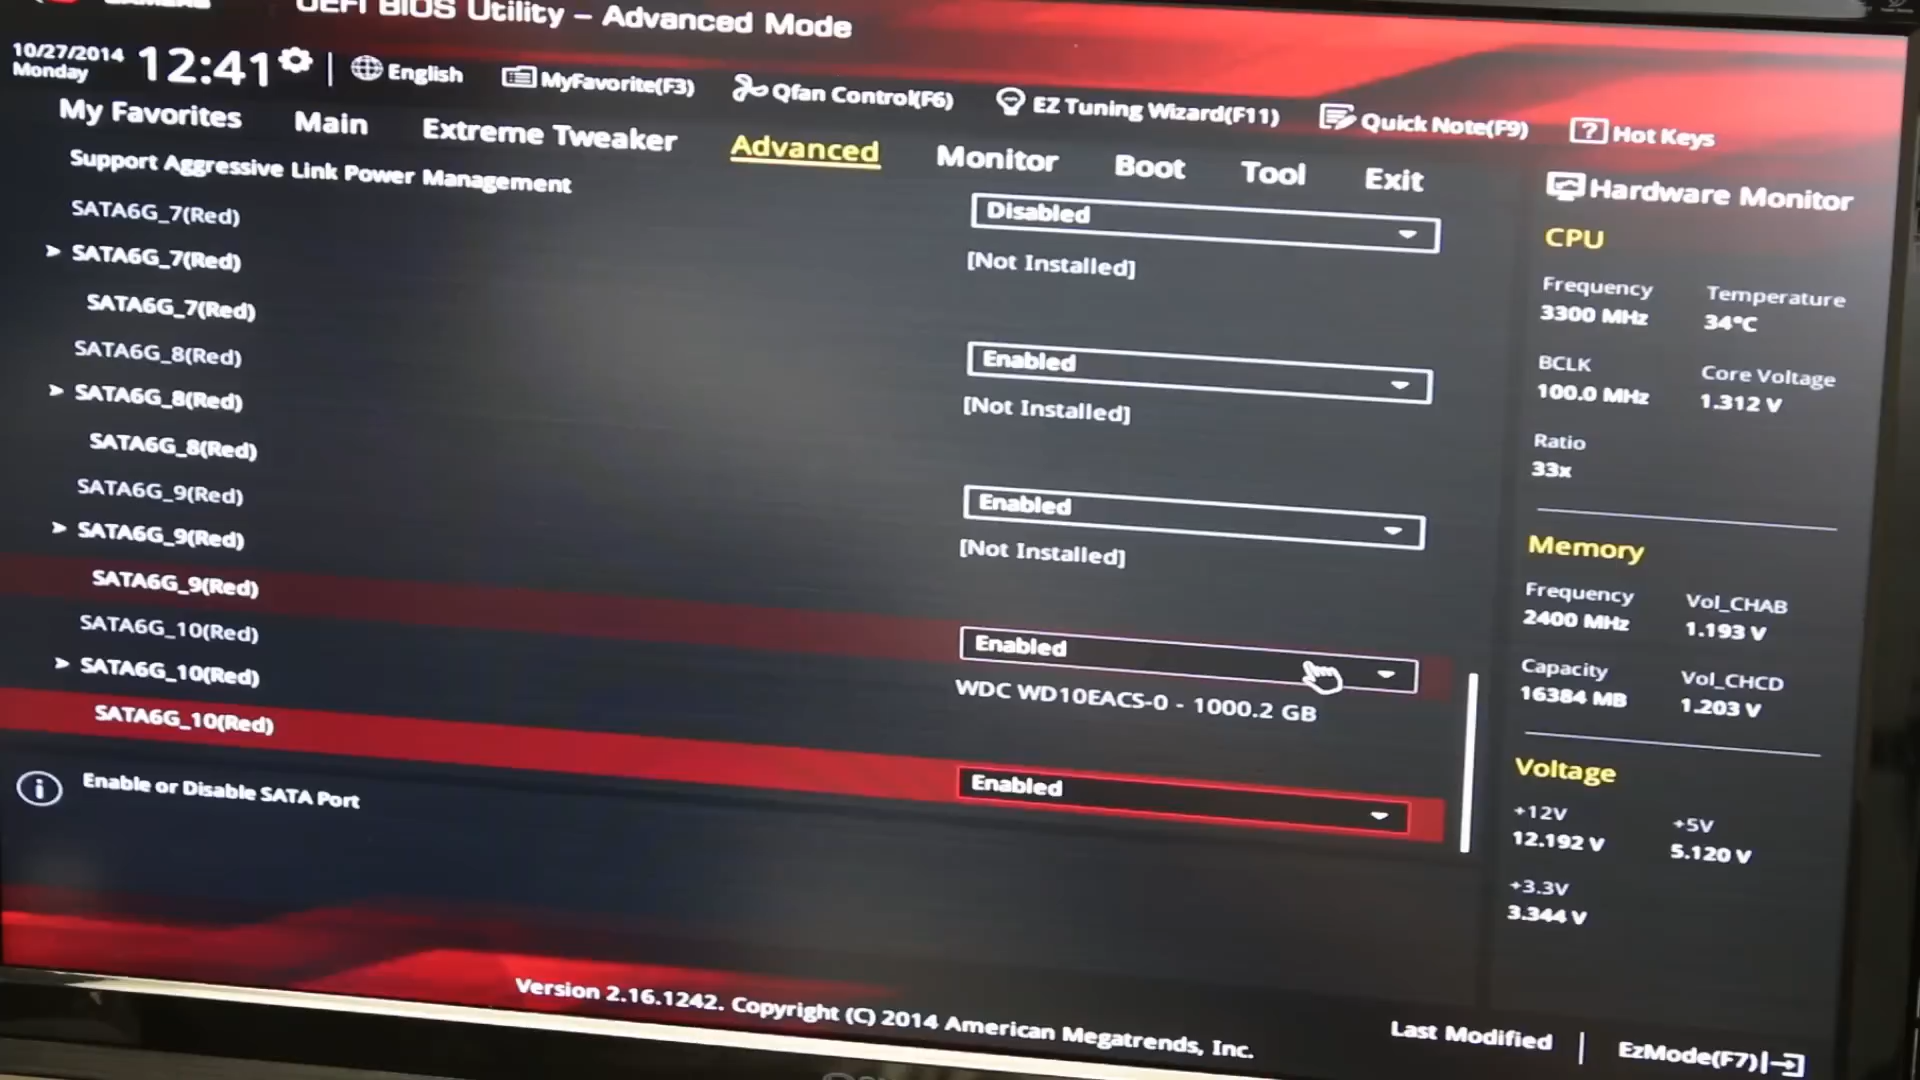 UEFI BIOS Utility – Advanced Mode
10/27/2014
Monday
12:41
English
MyFavorite(F3)
Qfan Control(F6)
EZ Tuning Wizard(F11)
Quick Note(F9)
? Hot Keys
My Favorites
Main
Extreme Tweaker
Advanced
Monitor
Boot
Tool
Exit
Support Aggressive Link Power Management
Disabled
SATA6G_7(Red)
[Not Installed]
SATA6G_7(Red)
SATA6G_7(Red)
Enabled
SATA6G_8(Red)
[Not Installed]
SATA6G_8(Red)
SATA6G_8(Red)
Enabled
SATA6G_9(Red)
[Not Installed]
SATA6G_9(Red)
SATA6G_9(Red)
Enabled
SATA6G_10(Red)
WDC WD10EACS-0 - 1000.2 GB
SATA6G_10(Red)
SATA6G_10(Red)
Enabled
Enable or Disable SATA Port
Hardware Monitor
CPU
Frequency Temperature
3300 MHz 34°C
BCLK Core Voltage
100.0 MHz 1.312 V
Ratio
33x
Memory
Frequency Vol_CHAB
2400 MHz 1.193 V
Capacity Vol_CHCD
16384 MB 1.203 V
Voltage
+12V +5V
12.192 V 5.120 V
+3.3V
3.344 V
Version 2.16.1242. Copyright (C) 2014 American Megatrends, Inc.
Last Modified
EzMode(F7)